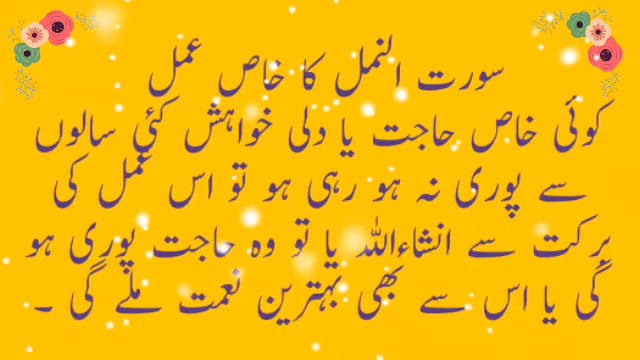 سورت النمل کا خاص عمل
کوئی خاص حاجت یا دلی خواہش کئی سالوں
سے پوری نہ ہو رہی ہو تو اس عمل کی
برکت سے انشاءاللہ یا تو وہ حاجت پوری ہو
گی یا اس سے بھی بہترین نعمت ملے گی ۔